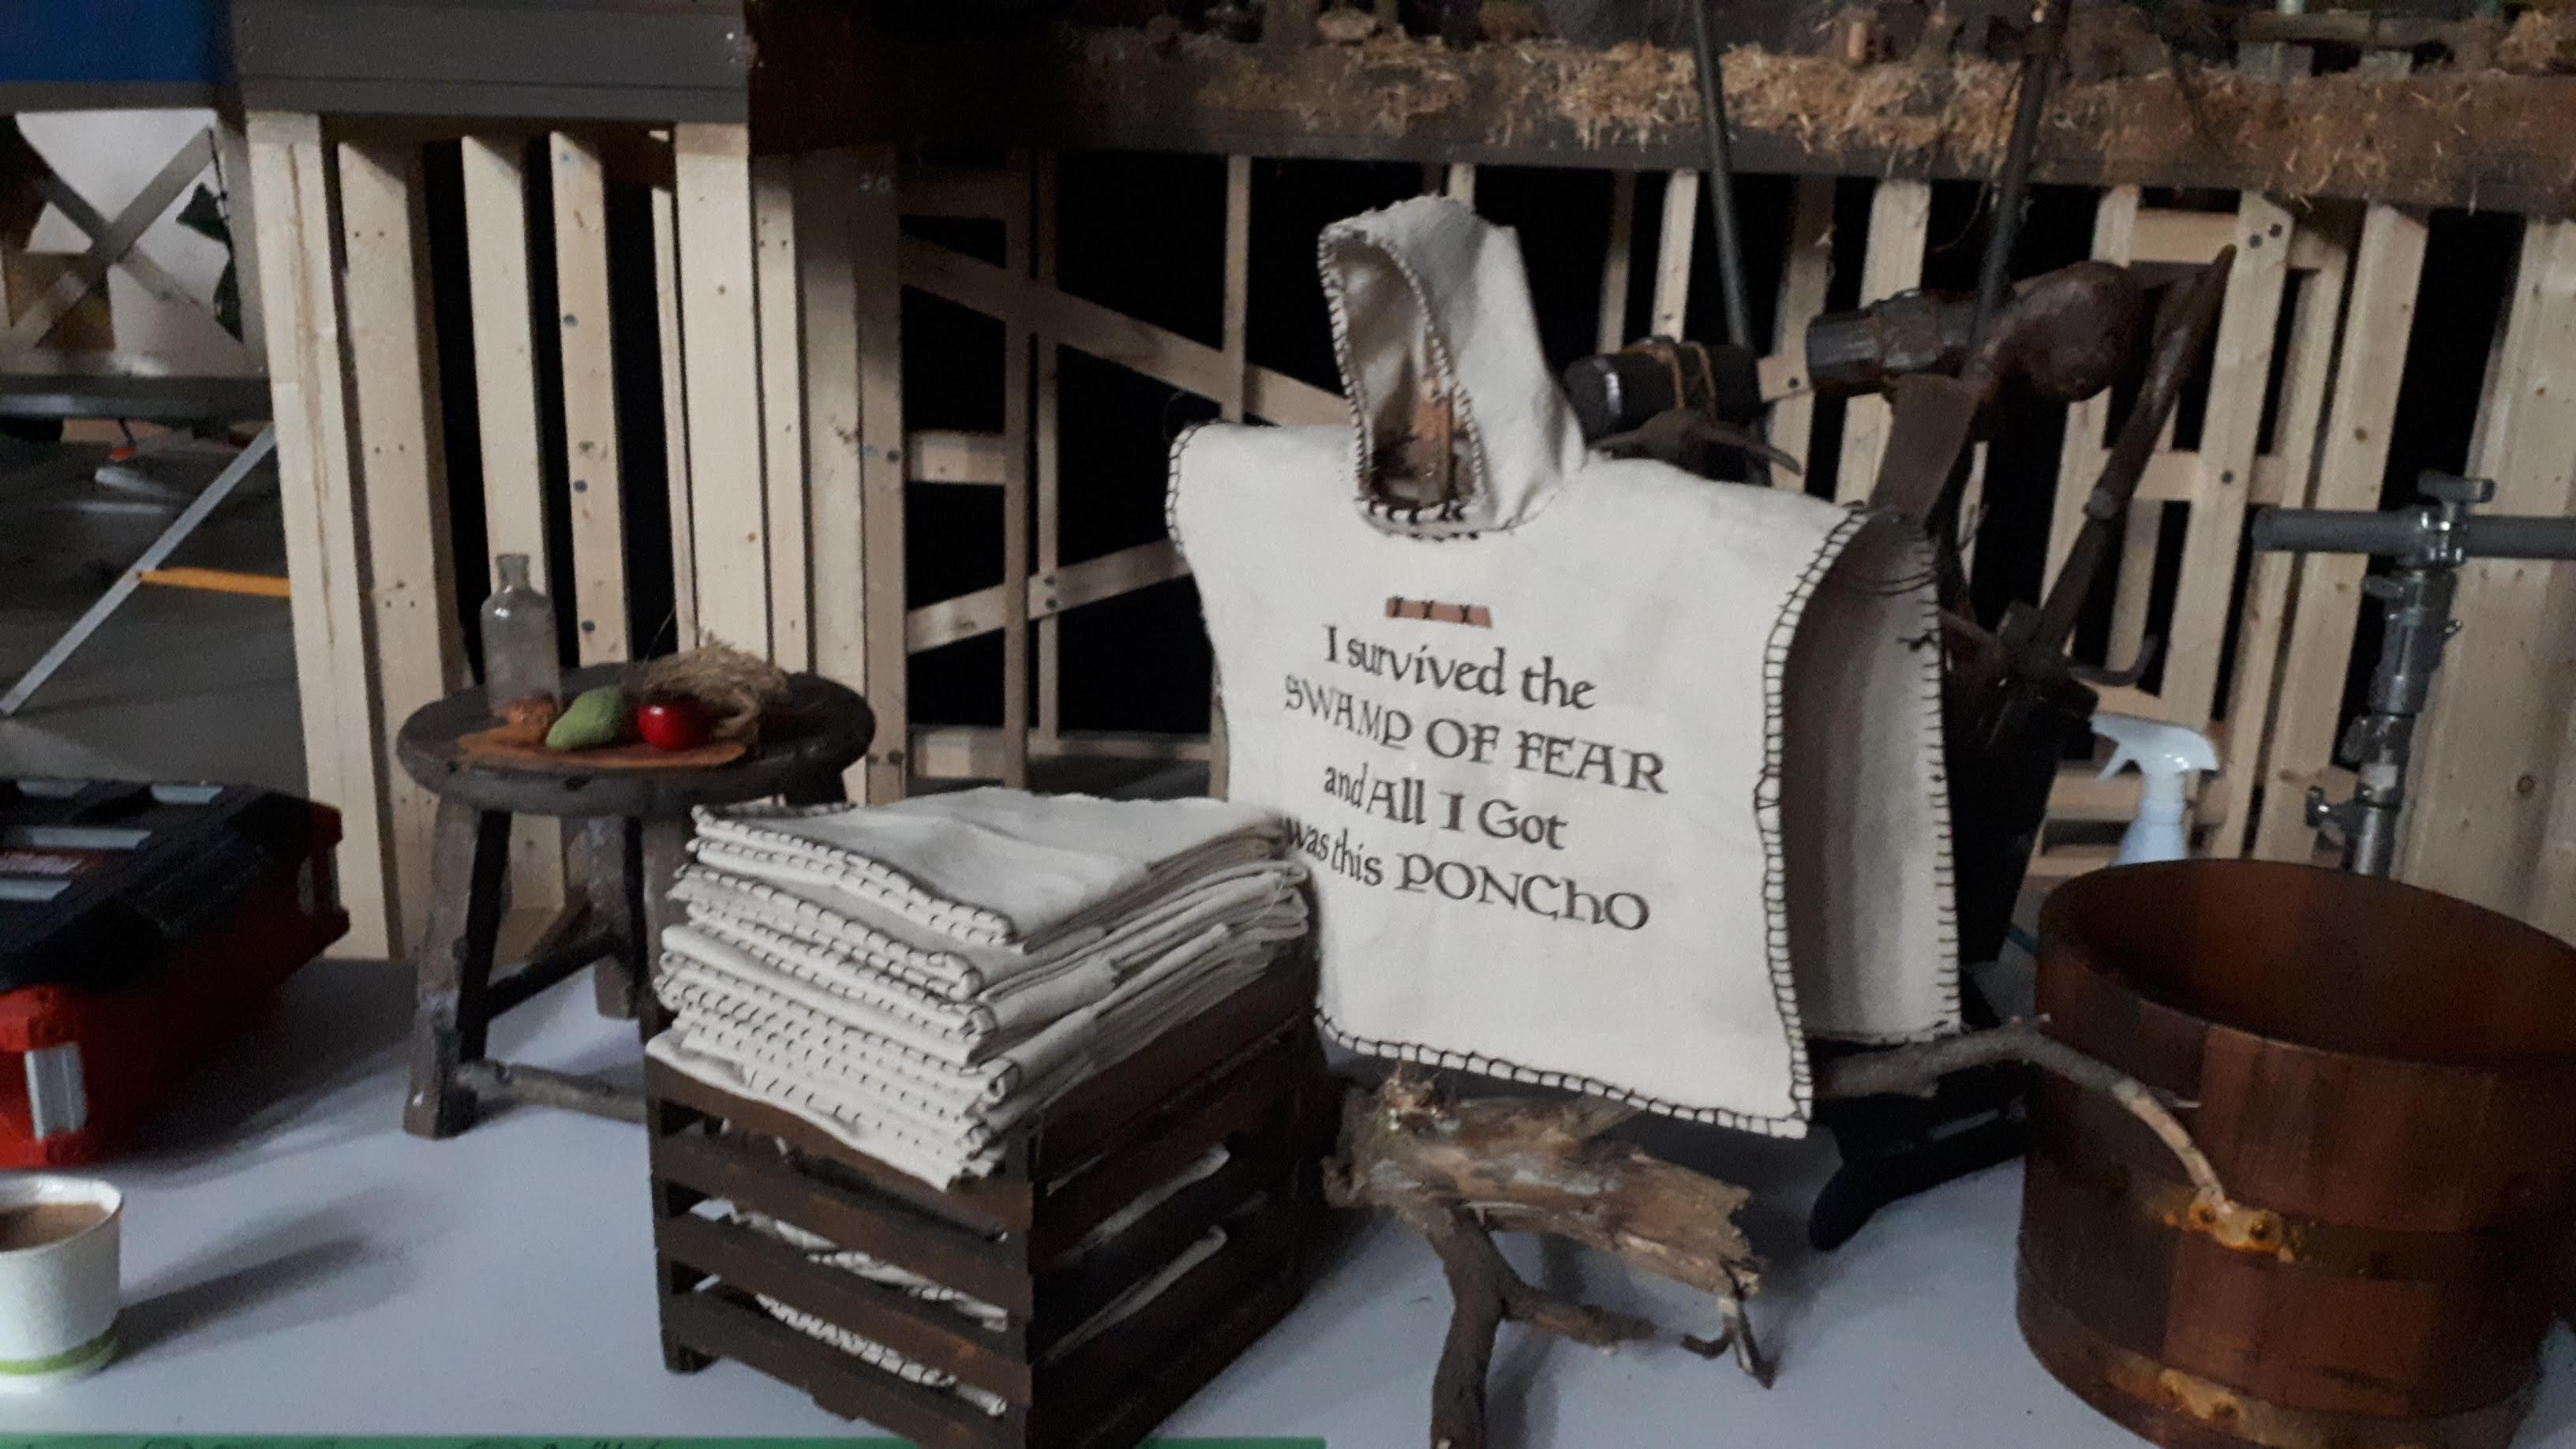 I survived the
SWAMP OF FEAR
and All I Got
was this PONChO